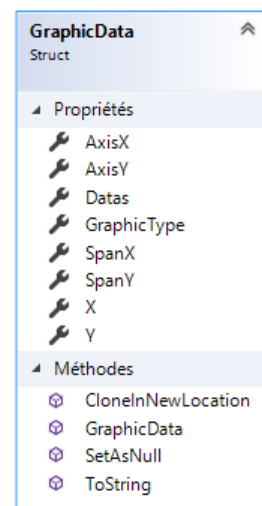 GraphicData
Struct
Propriétés
AxisX
AxisY
Datas
GraphicType
SpanX
SpanY
X
Y
Méthodes
CloneInNewLocation
GraphicData
SetAsNull
ToString